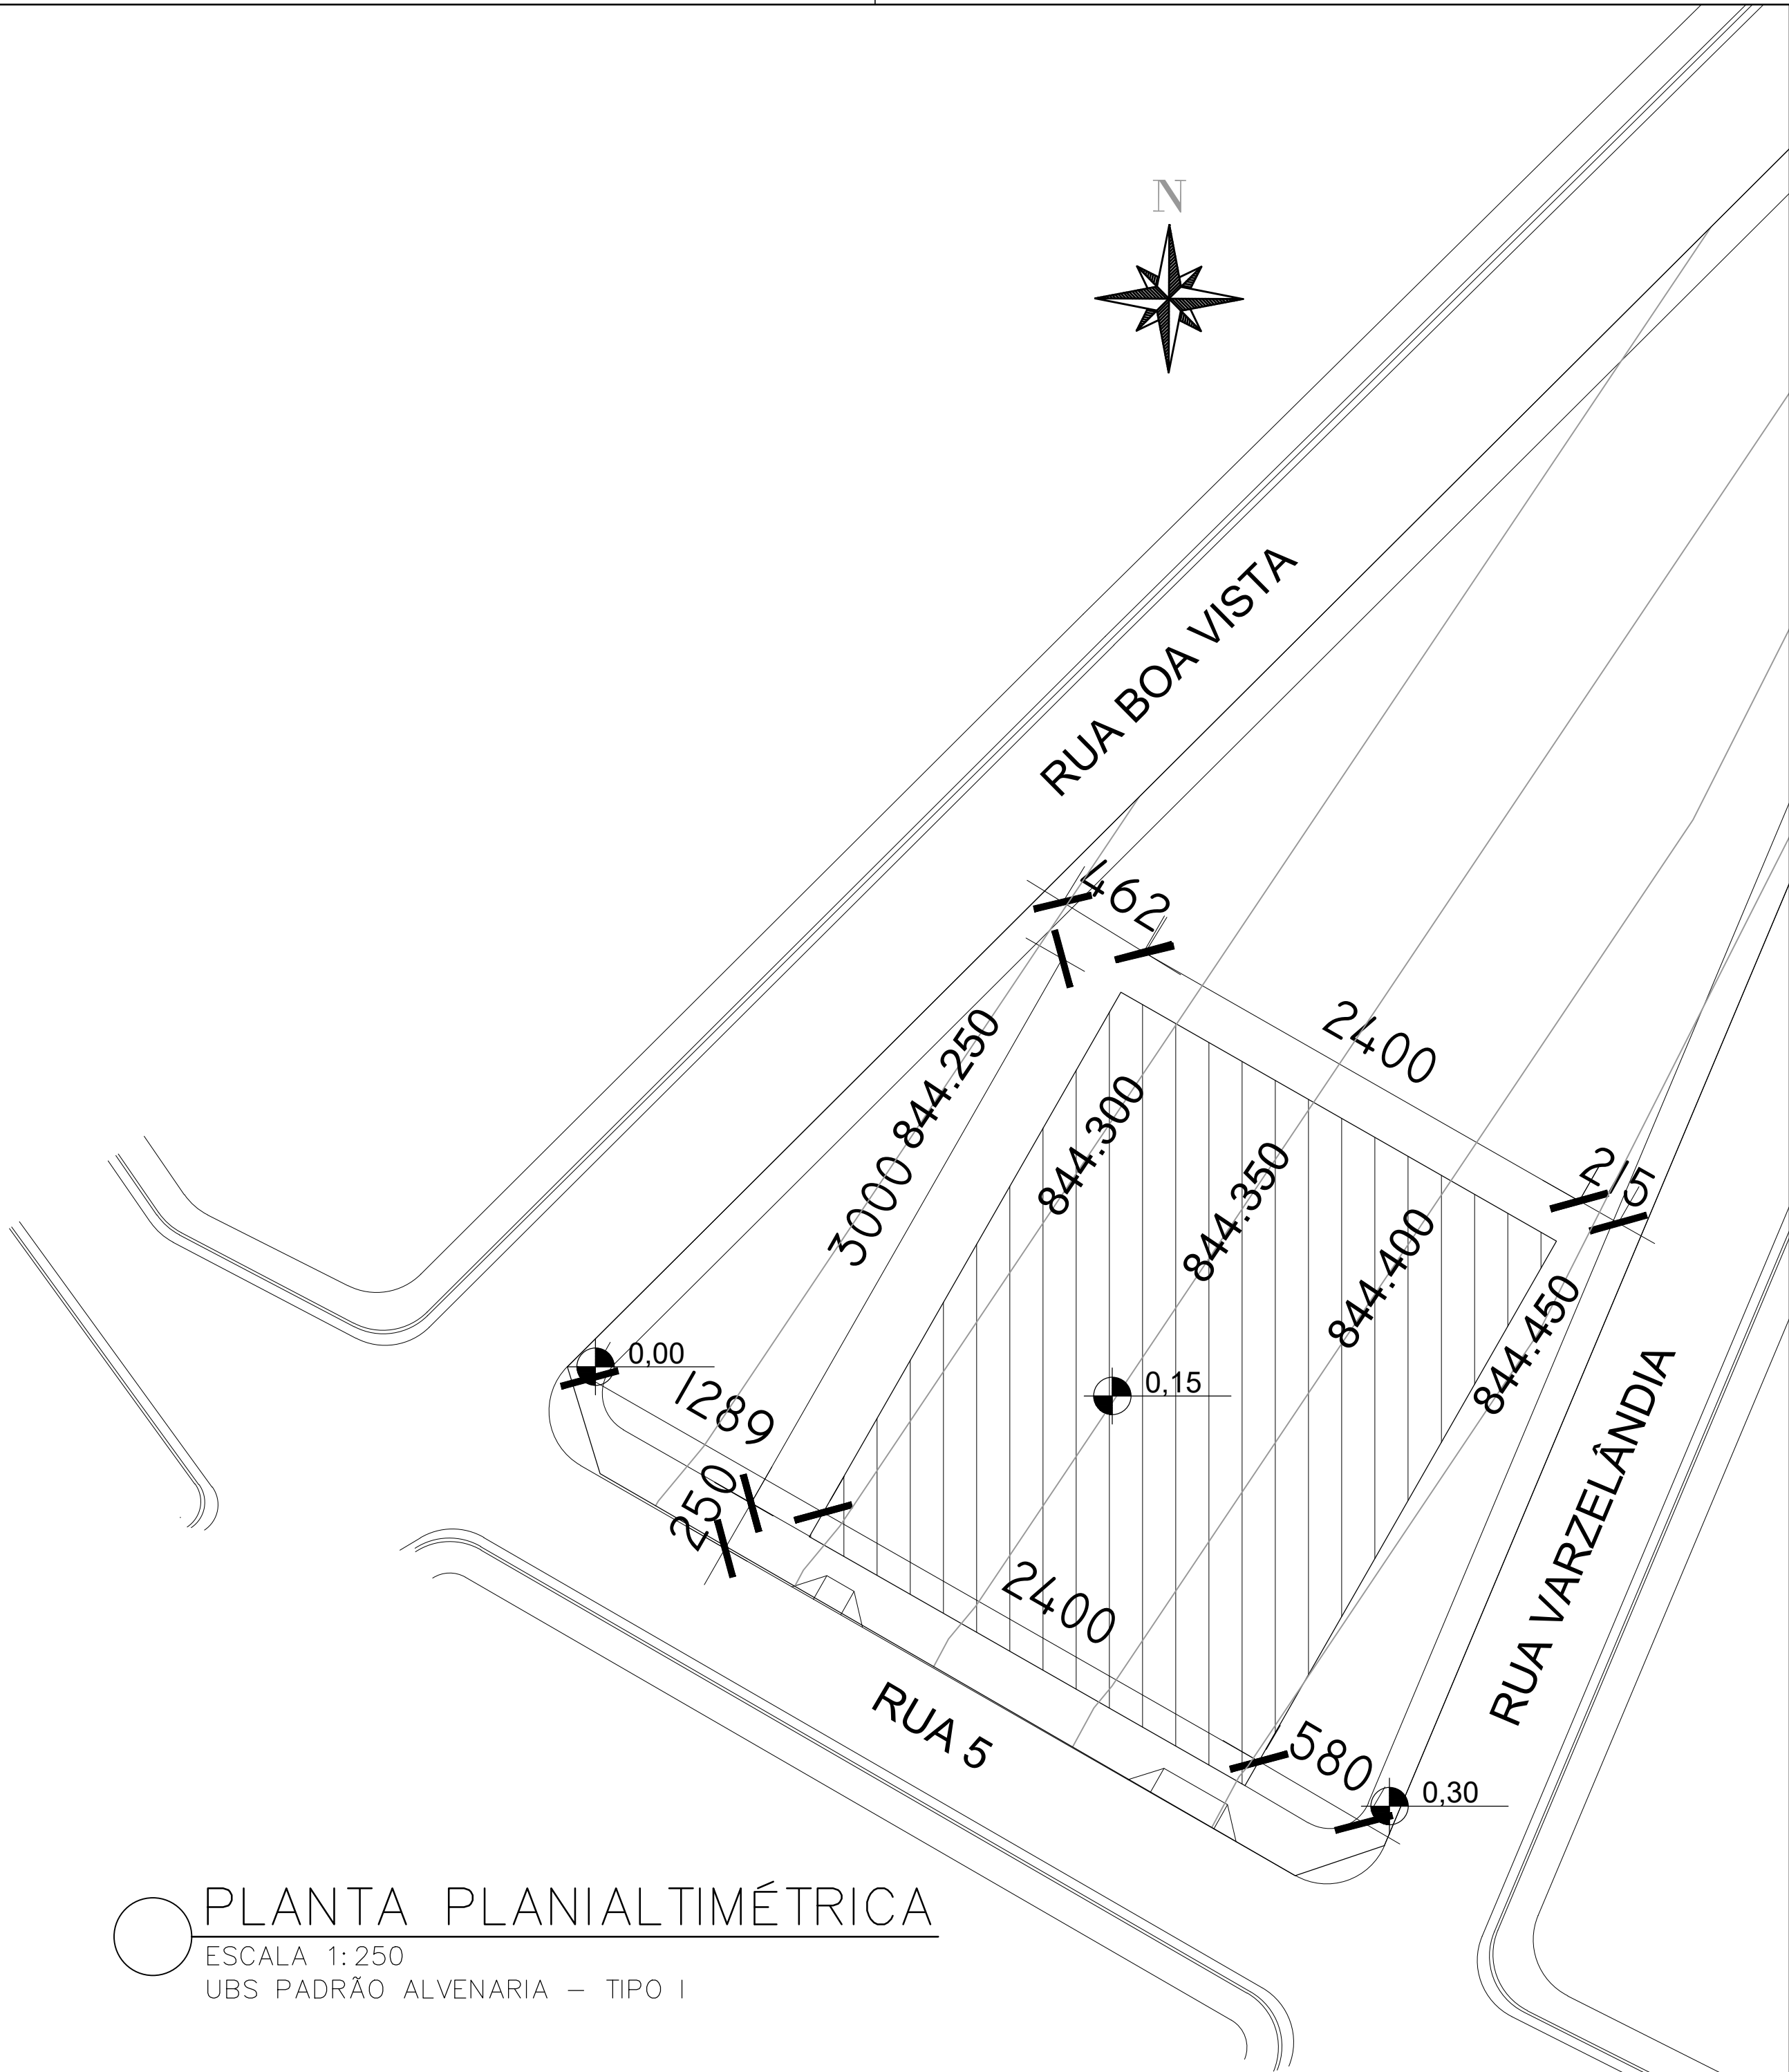 N
RUA BOA VISTA
462
2400
215
3000
844.250
844.300
844.350
844.400
844.450
0,00
1289
250
0,15
2400
580
0,30
RUA 5
RUA VARZELÂNDIA
PLANTA PLANIALTIMÉTRICA
ESCALA 1:250
UBS PADRÃO ALVENARIA – TIPO I